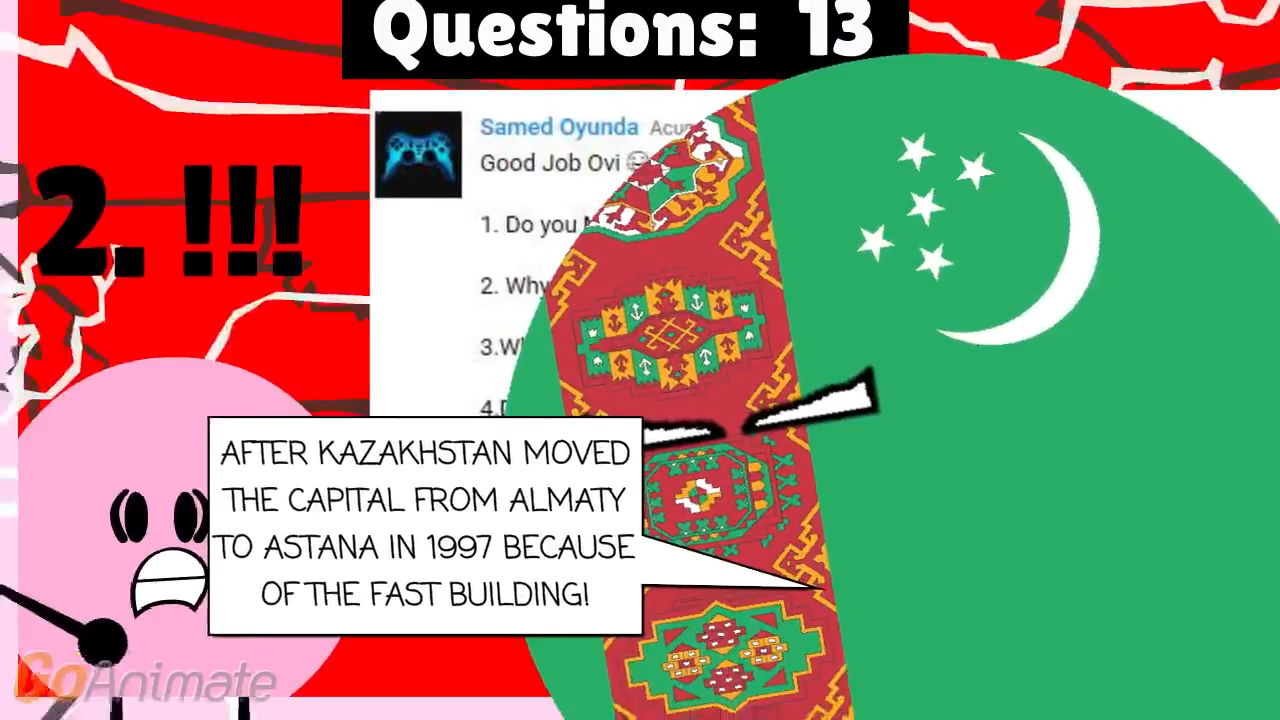 Questions: 13
Samed Oyunda
Good Job Ovi
2. !!!
1. Do you
2. Why
3.
4.
AFTER KAZAKHSTAN MOVED
THE CAPITAL FROM ALMATY
TO ASTANA IN 1997 BECAUSE
OF THE FAST BUILDING!
GoAnimate